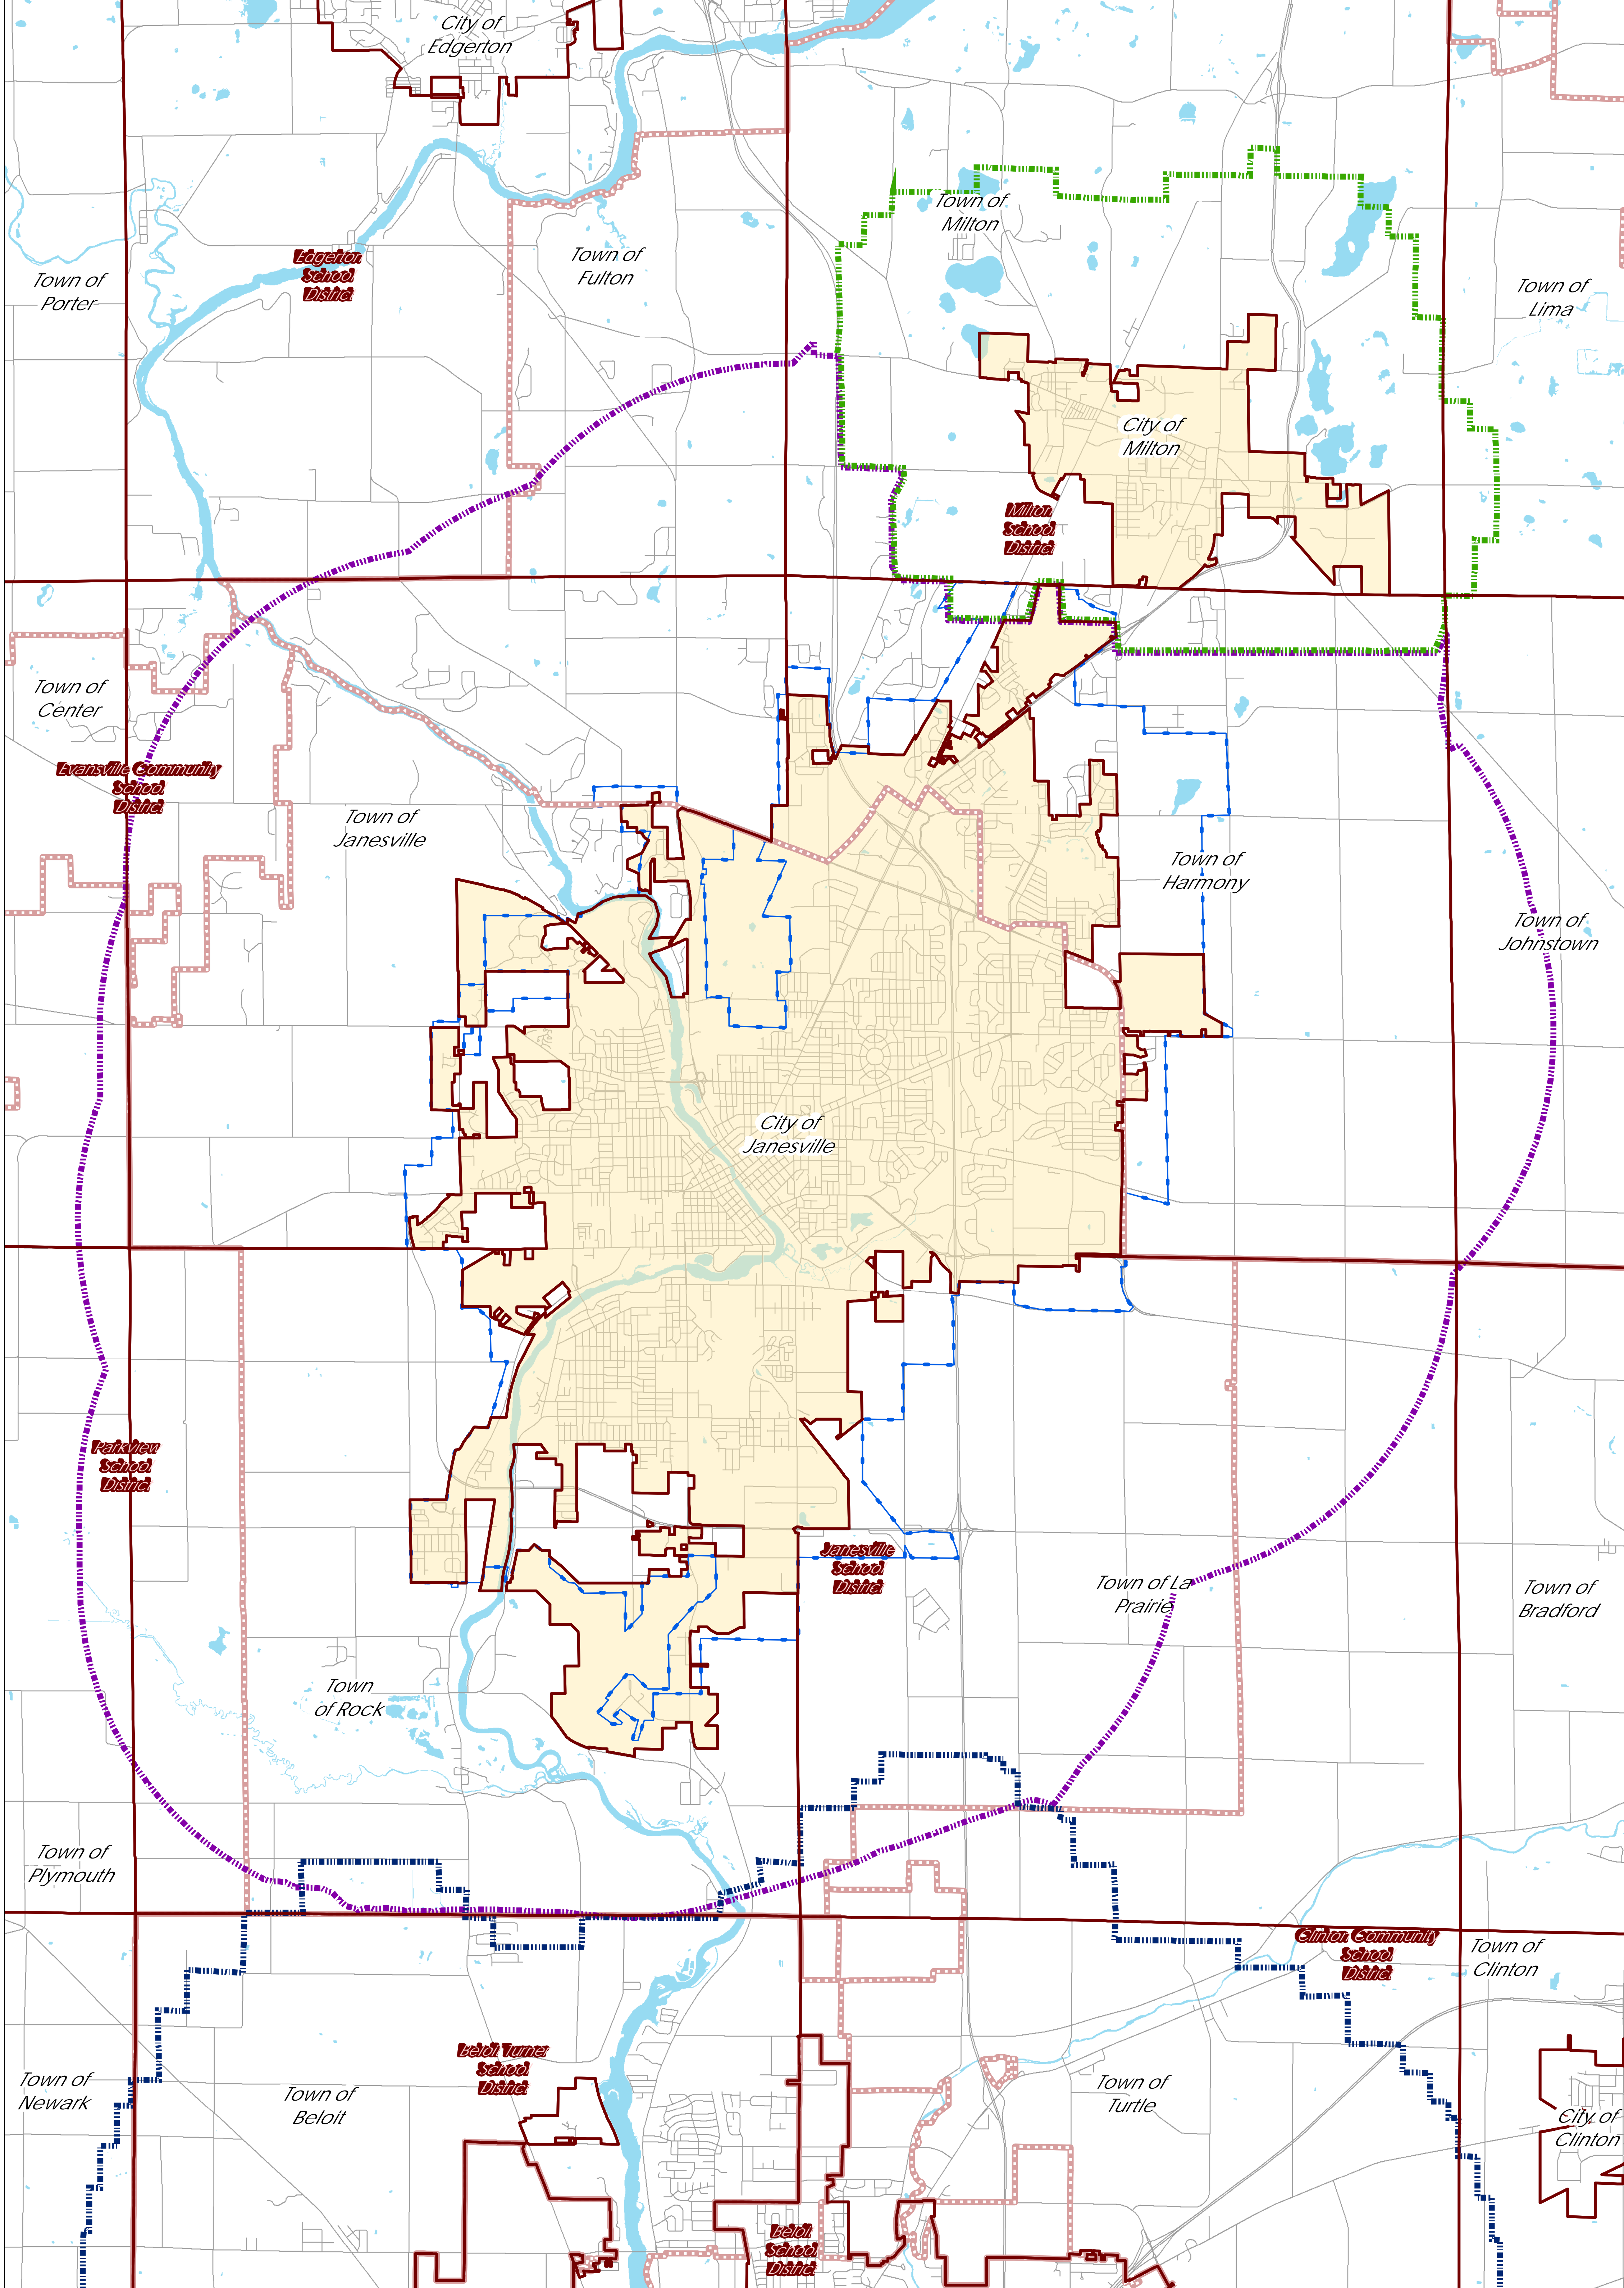 City of
Edgerton
Town of
Milton
Edgerton
School
District
Town of
Fulton
Town of
Porter
Town of
Lima
City of
Milton
Milton
School
District
Town of
Center
Evansville Community
School
District
Town of
Janesville
Town of
Harmony
Town of
Johnstown
City of
Janesville
Parkview
School
District
Janesville
School
District
Town of La
Prairie
Town of
Bradford
Town
of Rock
Town of
Plymouth
Clinton Community
School
District
Town of
Clinton
Beloit Turner
School
District
Town of
Newark
Town of
Beloit
Town of
Turtle
City of
Clinton
Beloit
School
District